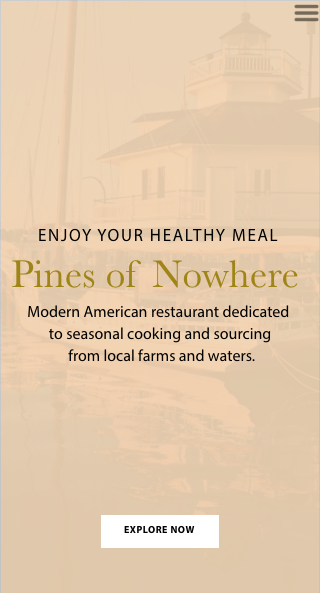 ENJOY YOUR HEALTHY MEAL
Pines of Nowhere
Modern American restaurant dedicated
to seasonal cooking and sourcing
from local farms and waters.
EXPLORE NOW